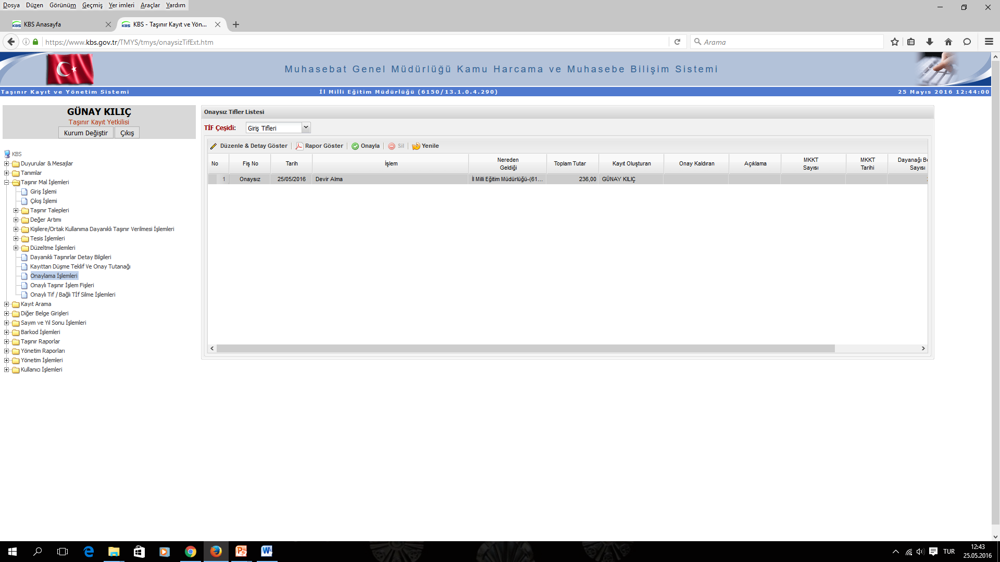 Dosya Düzen Görünüm Geçmiş Yer imleri Araçlar Yardım
KBS Anasayfa
KBS - Taşınır Kayıt ve Yön...
https://www.kbs.gov.tr/TMYS/tmys/onaysizTifExt.htm
Arama
Muhasebat Genel Müdürlüğü Kamu Harcama ve Muhasebe Bilişim Sistemi
Taşınır Kayıt ve Yönetim Sistemi
İl Milli Eğitim Müdürlüğü (6150/13.1.0.4.290)
25 Mayıs 2016 12:44:00
GÜNAY KILIÇ
Taşınır Kayıt Yetkilisi
Kurum Değiştir
Çıkış
KBS
Duyurular & Mesajlar
Tanımlar
Taşınır Mal İşlemleri
Giriş İşlemi
Çıkış İşlemi
Taşınır Talepleri
Değer Artımı
Kişilere/Ortak Kullanıma Dayanıklı Taşınır Verilmesi İşlemleri
Tesis İşlemleri
Düzeltme İşlemleri
Dayanıklı Taşınırlar Detay Bilgileri
Kayıttan Düşme Teklif Ve Onay Tutanağı
Onaylama İşlemleri
Onaylı Taşınır İşlem Fişleri
Onaylı Tif / Bağlı Tİf Silme İşlemleri
Kayıt Arama
Diğer Belge Girişleri
Sayım ve Yıl Sonu İşlemleri
Barkod İşlemleri
Taşınır Raporlar
Yönetim Raporları
Yönetim İşlemleri
Kullanıcı İşlemleri
Onaysız Tifler Listesi
TİF Çeşidi:
Giriş Tifleri
Düzenle & Detay Göster
Rapor Göster
Onayla
Sil
Yenile
No
Fiş No
Tarih
İşlem
Nereden
Geldiği
Toplam Tutar
Kayıt Oluşturan
Onay Kaldıran
Açıklama
MKKT
Sayısı
MKKT
Tarihi
Dayanağı Be
Sayısı
1 Onaysız 25/05/2016 Devir Alma İl Milli Eğitim Müdürlüğü-(61... 236,00 GÜNAY KILIÇ
TUR
12:43
25.05.2016